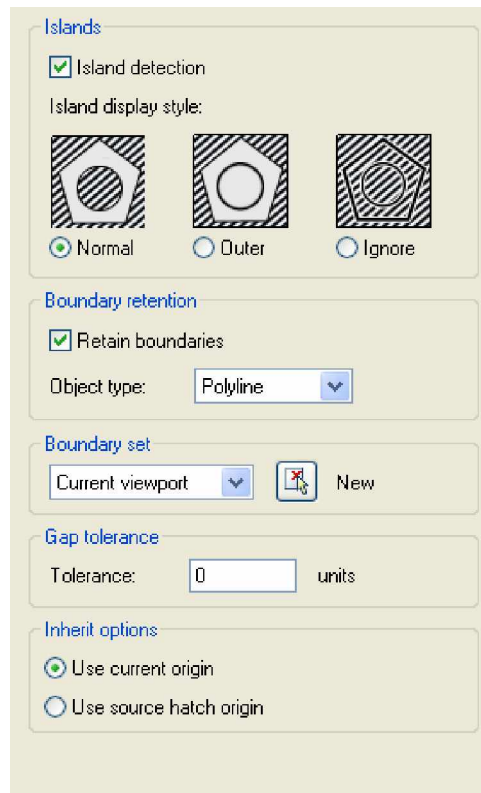 Islands
Island detection
Island display style:
Normal Outer Ignore
Boundary retention
Retain boundaries
Object type: Polyline
Boundary set
Current viewport New
Gap tolerance
Tolerance: 0 units
Inherit options
Use current origin
Use source hatch origin